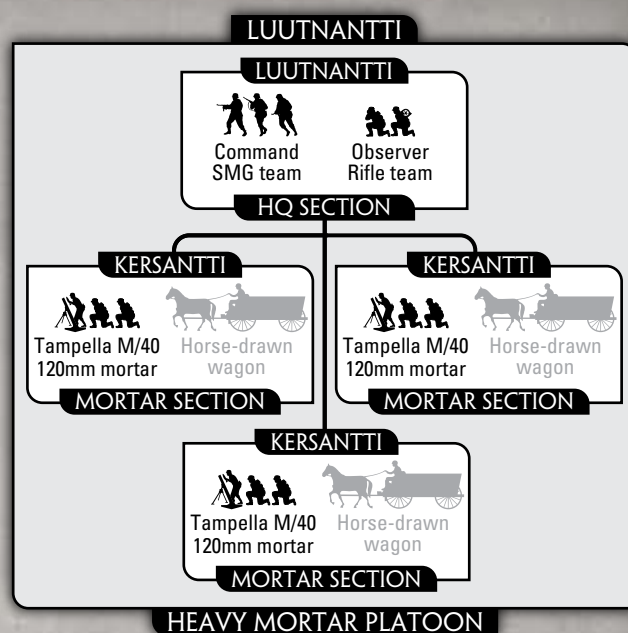 LUUTNANTTI
LUUTNANTTI
Command
SMG team
Observer
Rifle team
HQ SECTION
KERSANTTI
Tampella M/40
120mm mortar
Horse-drawn
wagon
MORTAR SECTION
KERSANTTI
Tampella M/40
120mm mortar
Horse-drawn
wagon
MORTAR SECTION
KERSANTTI
Tampella M/40
120mm mortar
Horse-drawn
wagon
MORTAR SECTION
HEAVY MORTAR PLATOON